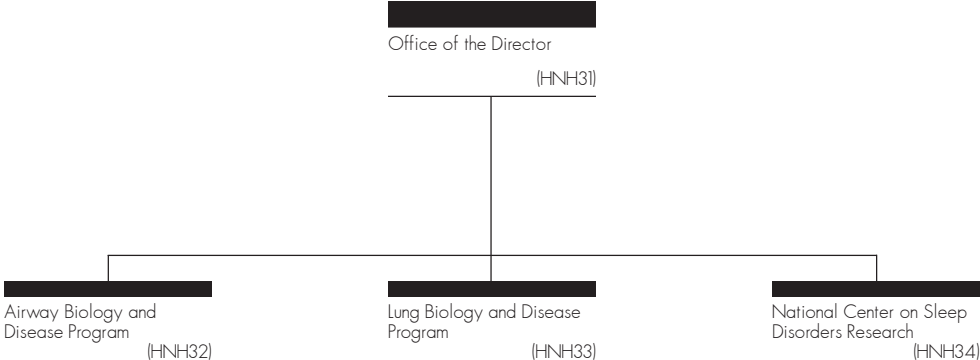 Office of the Director
(HNH31)
Airway Biology and
Disease Program
(HNH32)
Lung Biology and Disease
Program
(HNH33)
National Center on Sleep
Disorders Research
(HNH34)